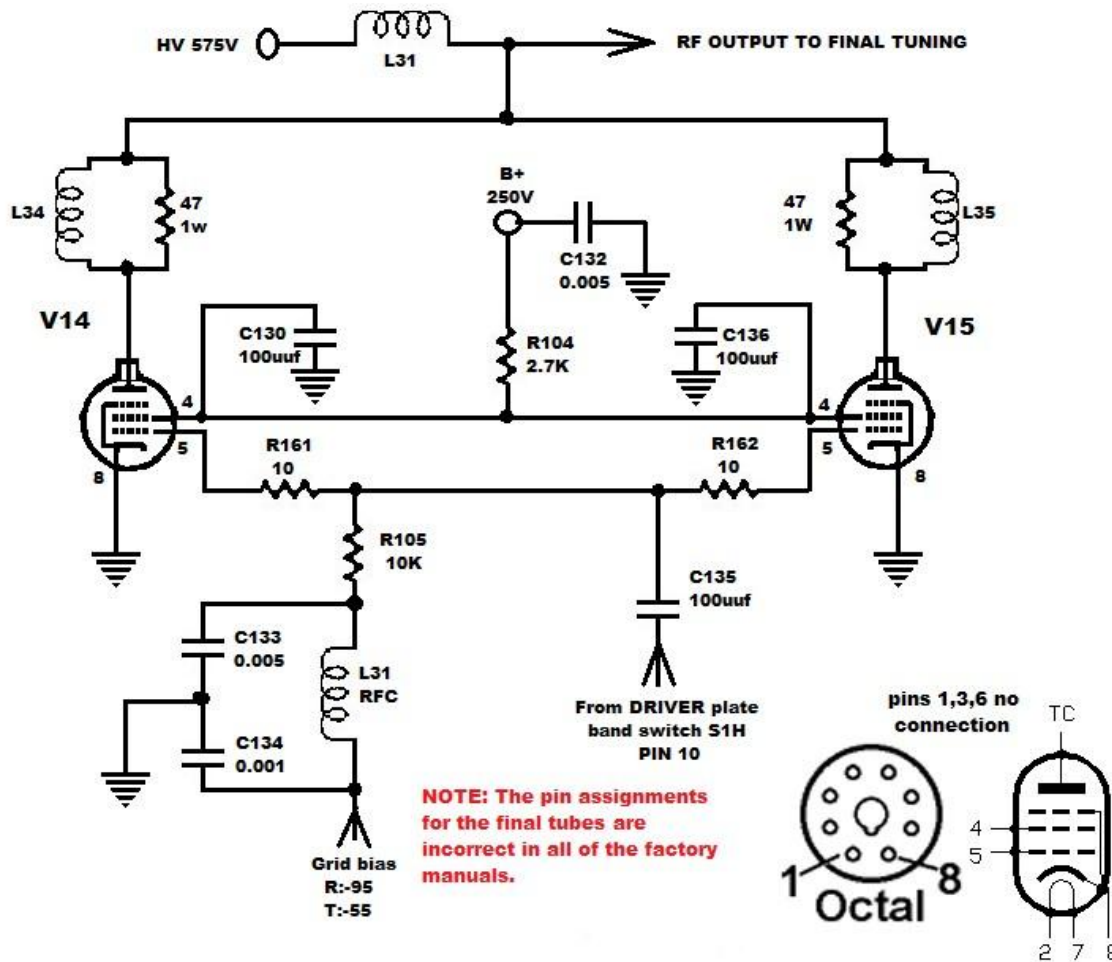 HV 575V
L31
RF OUTPUT TO FINAL TUNING
L34
47
1w
B+
250V
C132
0.005
47
1W
L35
V14
C130
100uuf
R104
2.7K
C136
100uuf
V15
4
5
8
4
5
8
R161
10
R162
10
R105
10K
C135
100uuf
C133
0.005
L31
RFC
C134
0.001
From DRIVER plate
band switch S1H
PIN 10
Grid bias
R:-95
T:-55
NOTE: The pin assignments
for the final tubes are
incorrect in all of the factory
manuals.
pins 1,3,6 no
connection
1
8
Octal
TC
4
5
2
7
8